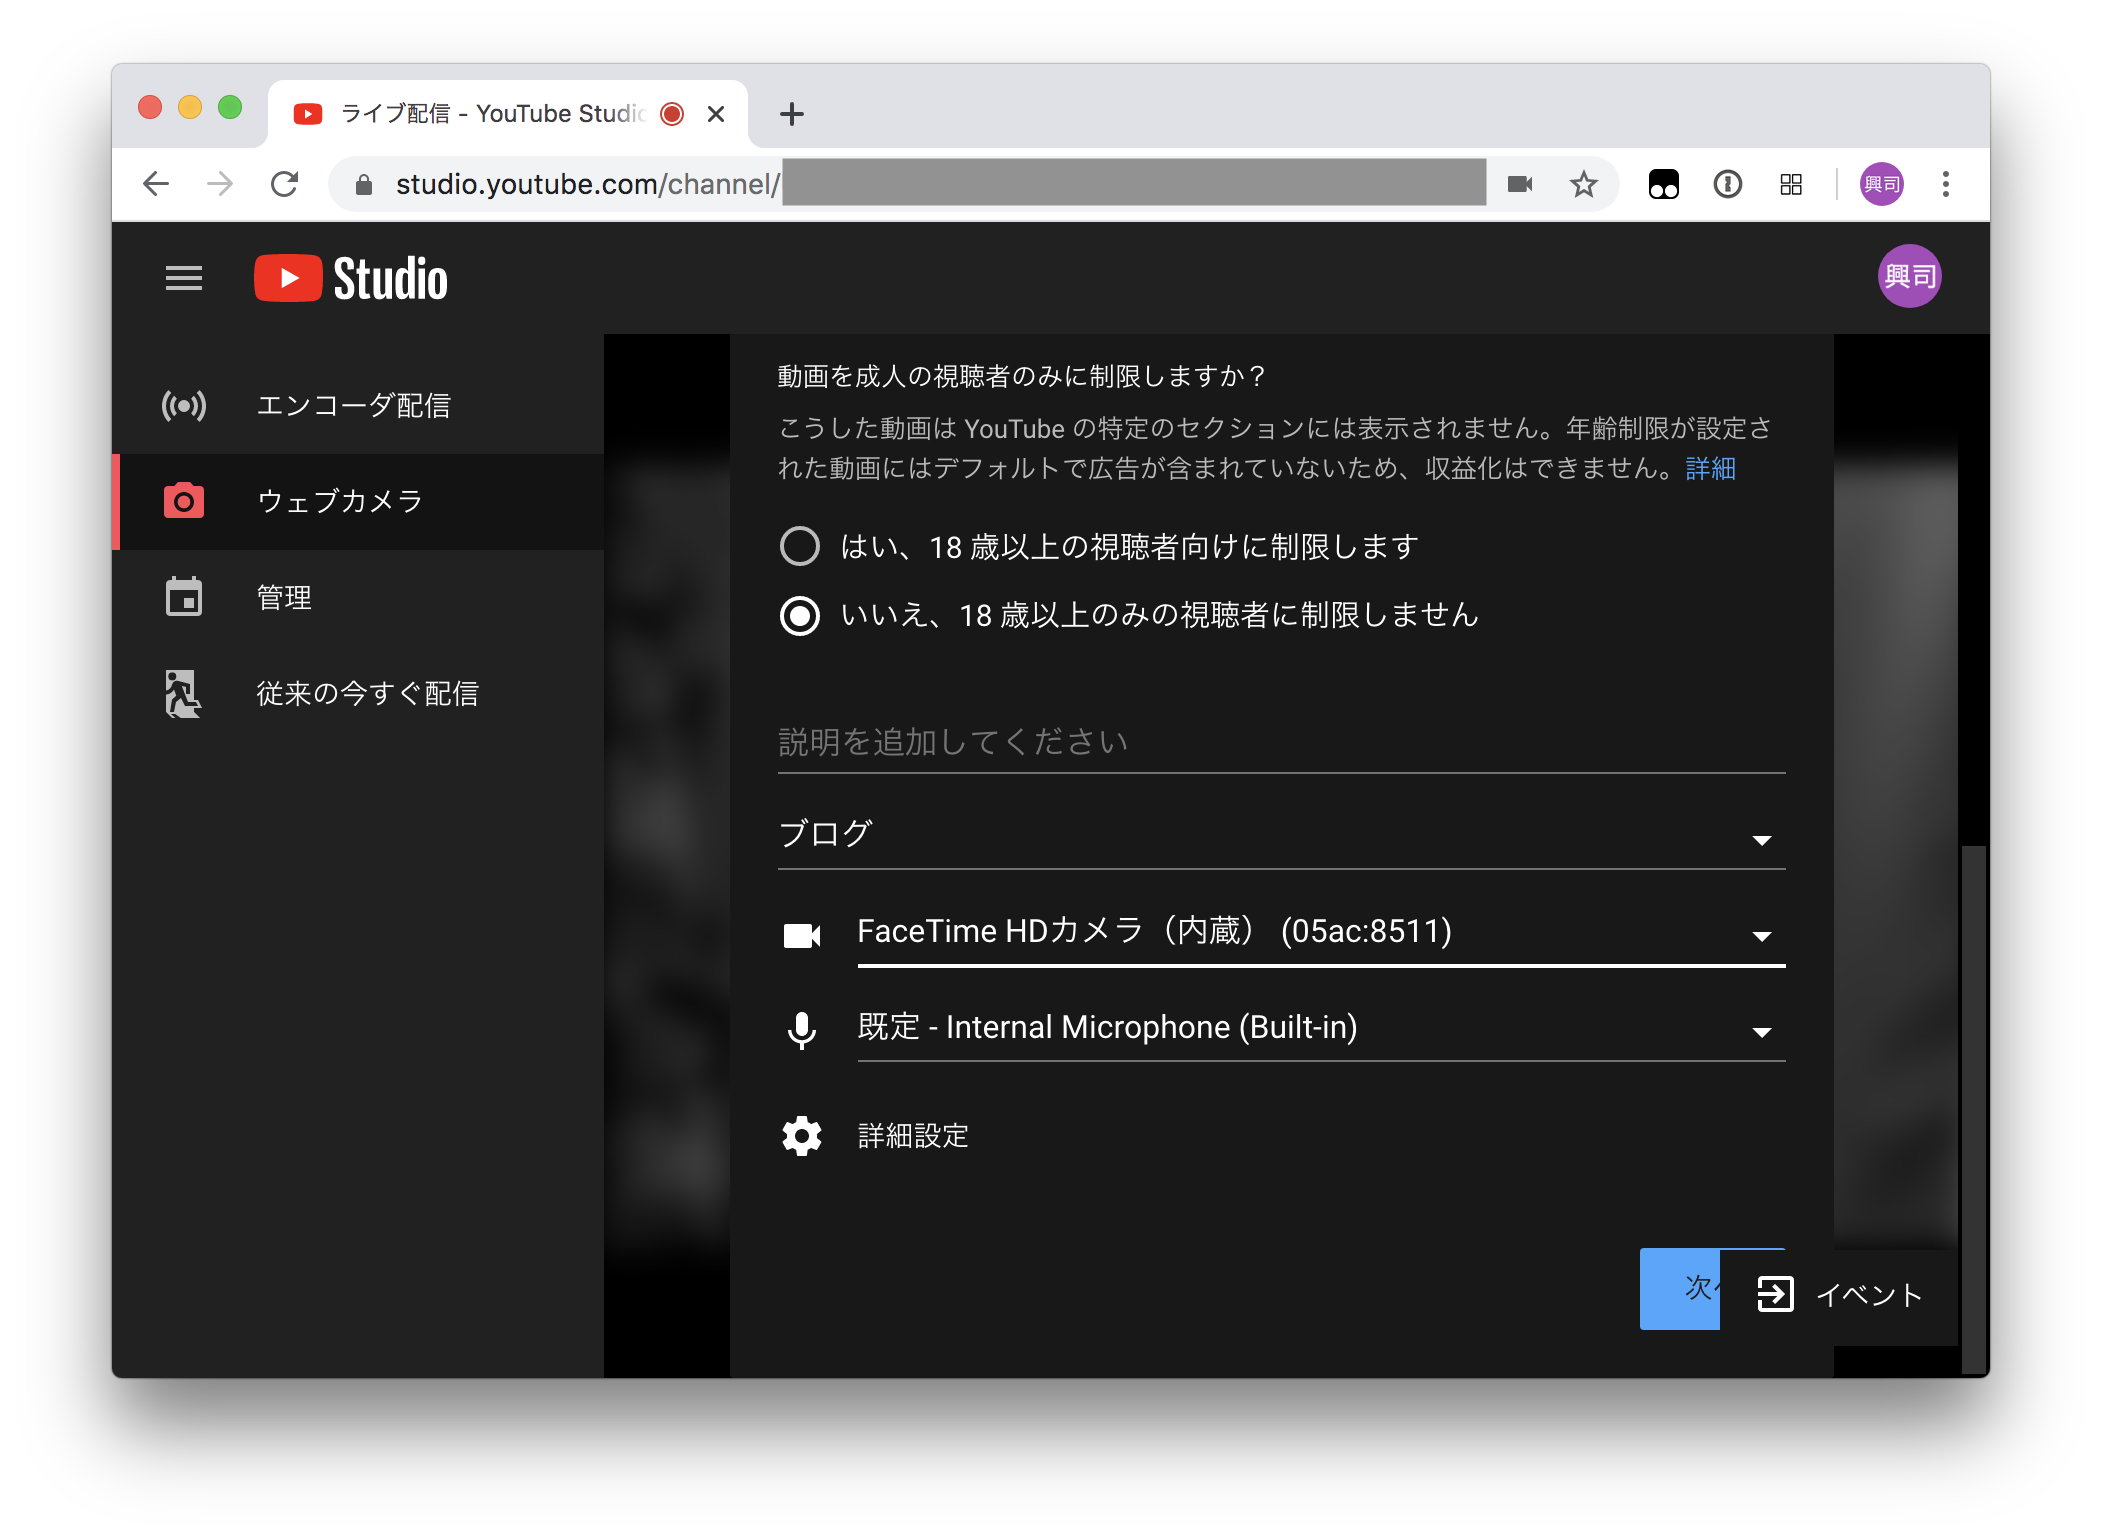 ライブ配信 - YouTube Studio
studio.youtube.com/channel/
興司
Studio
興司
エンコーダ配信
ウェブカメラ
管理
従来の今すぐ配信
動画を成人の視聴者のみに制限しますか？
こうした動画は YouTube の特定のセクションには表示されません。年齢制限が設定さ
れた動画にはデフォルトで広告が含まれていないため、収益化はできません。詳細
はい、18 歳以上の視聴者向けに制限します
いいえ、18 歳以上のみの視聴者に制限しません
説明を追加してください
ブログ
FaceTime HDカメラ（内蔵） (05ac:8511)
既定 - Internal Microphone (Built-in)
詳細設定
次へ
イベント